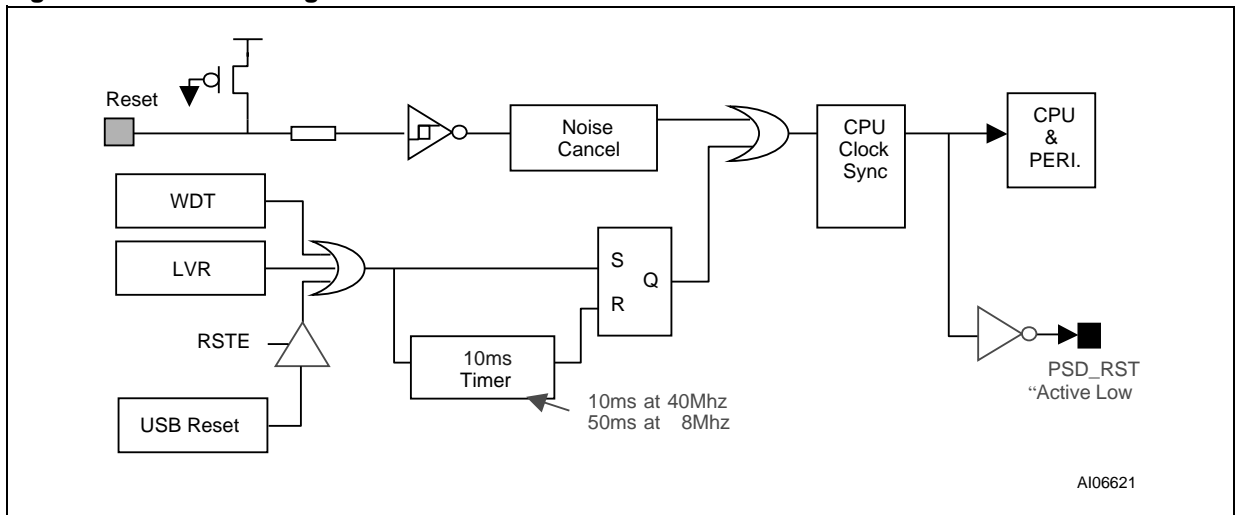 Reset
Noise
Cancel
CPU
Clock
Sync
CPU
&
PERI.
WDT
LVR
S
Q
R
RSTE
10ms
Timer
10ms at 40Mhz
50ms at 8Mhz
USB Reset
PSD_RST
“Active Low
AI06621